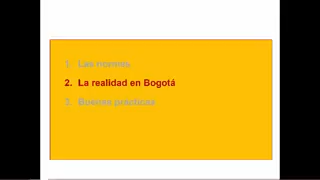 1. Las normas
2. La realidad en Bogotá
3. Buenas prácticas